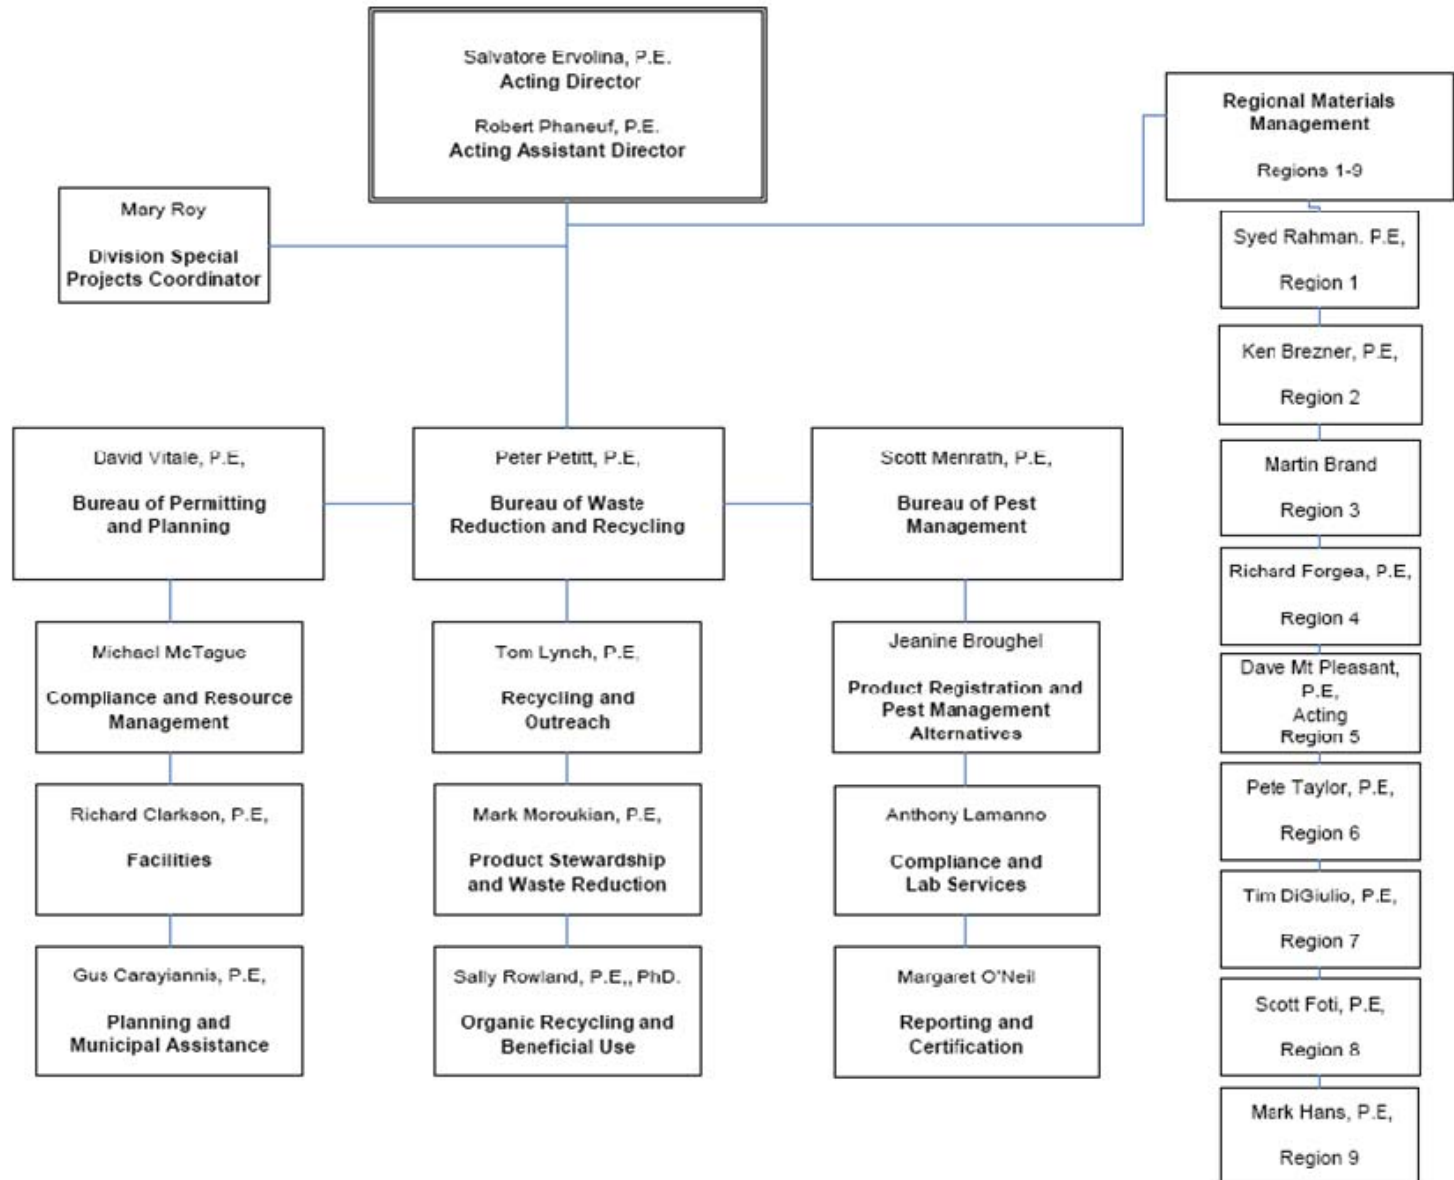 Salvatore Ervolina, P.E.
Acting Director
Robert Phaneuf, P.E.
Acting Assistant Director
Regional Materials
Management
Regions 1-9
Mary Roy
Division Special
Projects Coordinator
David Vitale, P.E,
Bureau of Permitting
and Planning
Peter Petitt, P.E,
Bureau of Waste
Reduction and Recycling
Scott Menrath, P.E,
Bureau of Pest
Management
Michael McTague
Compliance and Resource
Management
Richard Clarkson, P.E,
Facilities
Gus Carayiannis, P.E,
Planning and
Municipal Assistance
Tom Lynch, P.E,
Recycling and
Outreach
Mark Moroukian, P.E,
Product Stewardship
and Waste Reduction
Sally Rowland, P.E,, PhD.
Organic Recycling and
Beneficial Use
Jeanine Broughel
Product Registration and
Pest Management
Alternatives
Anthony Lamanno
Compliance and
Lab Services
Margaret O'Neil
Reporting and
Certification
Syed Rahman. P.E,
Region 1
Ken Brezner, P.E,
Region 2
Martin Brand
Region 3
Richard Forgea, P.E,
Region 4
Dave Mt Pleasant,
P.E,
Acting
Region 5
Pete Taylor, P.E,
Region 6
Tim DiGiulio, P.E,
Region 7
Scott Foti, P.E,
Region 8
Mark Hans, P.E,
Region 9